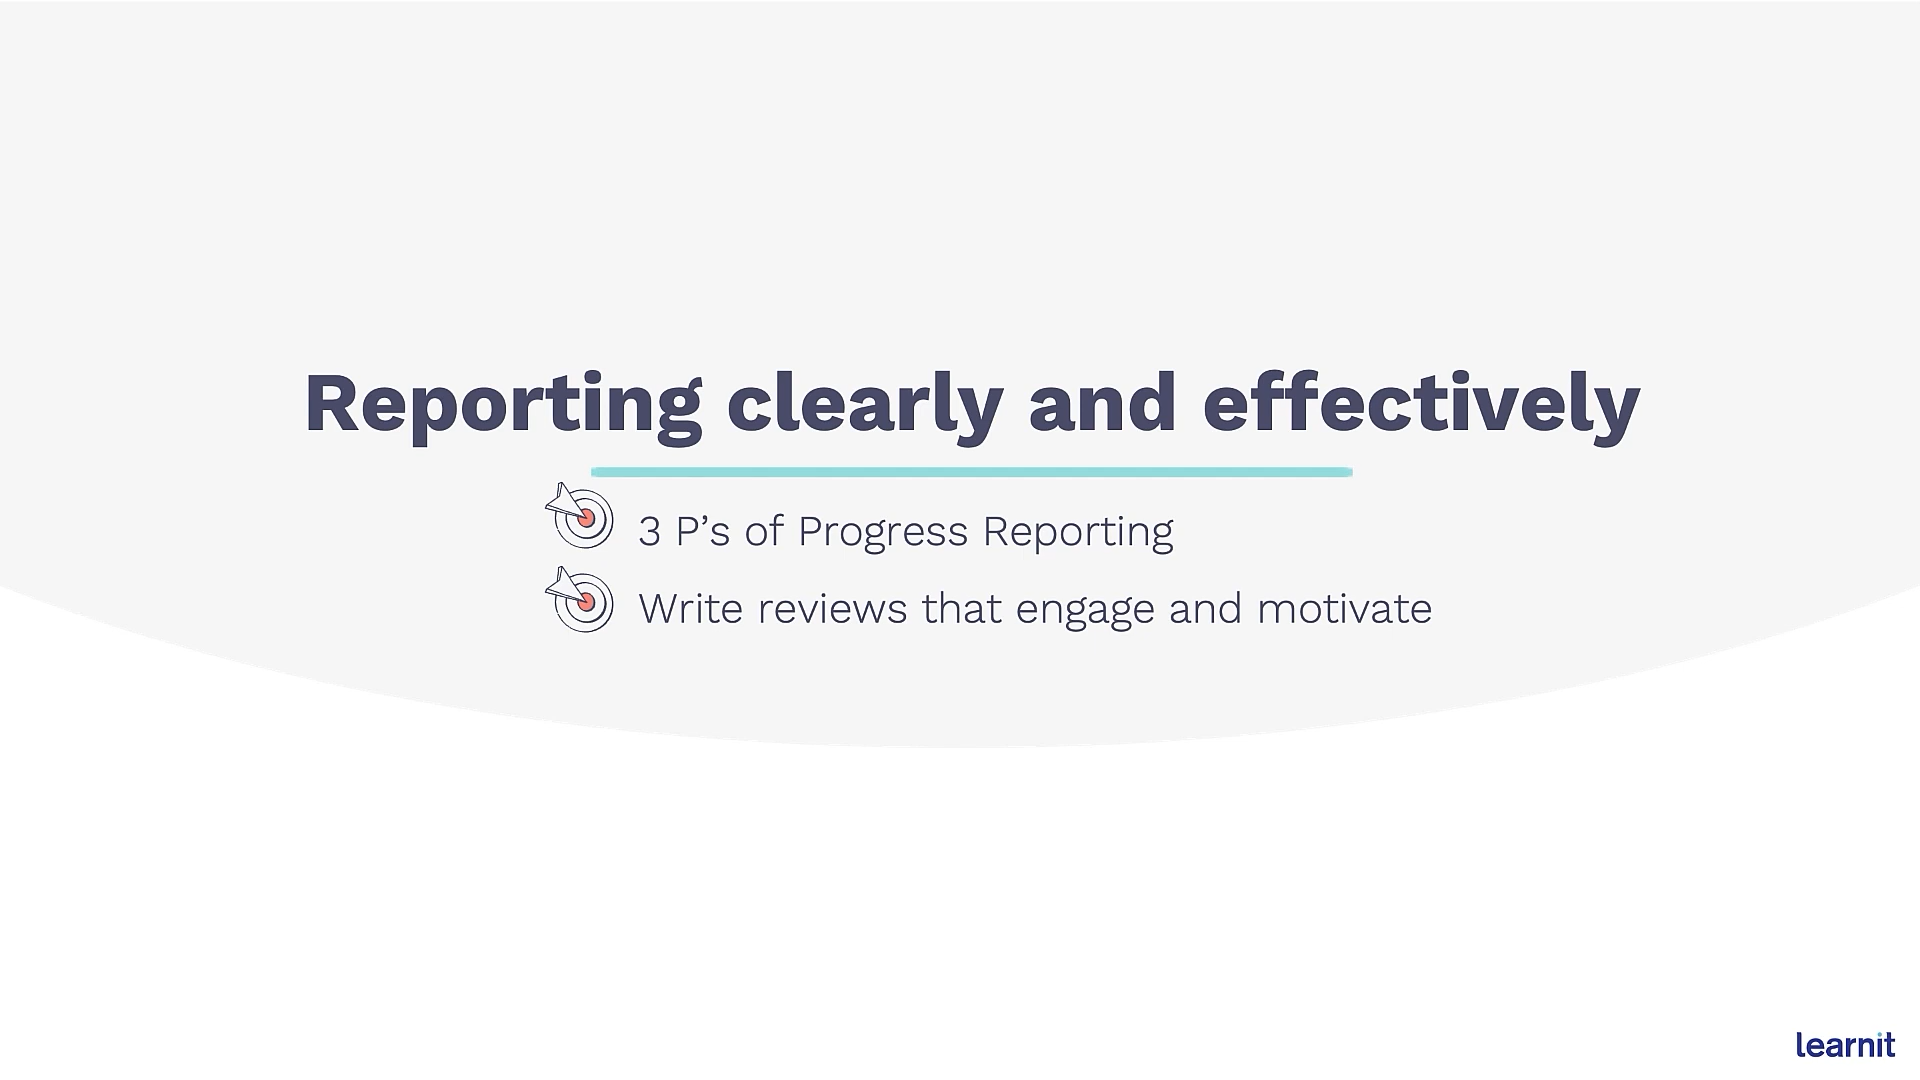 Reporting clearly and effectively
3 P’s of Progress Reporting
Write reviews that engage and motivate
learnit